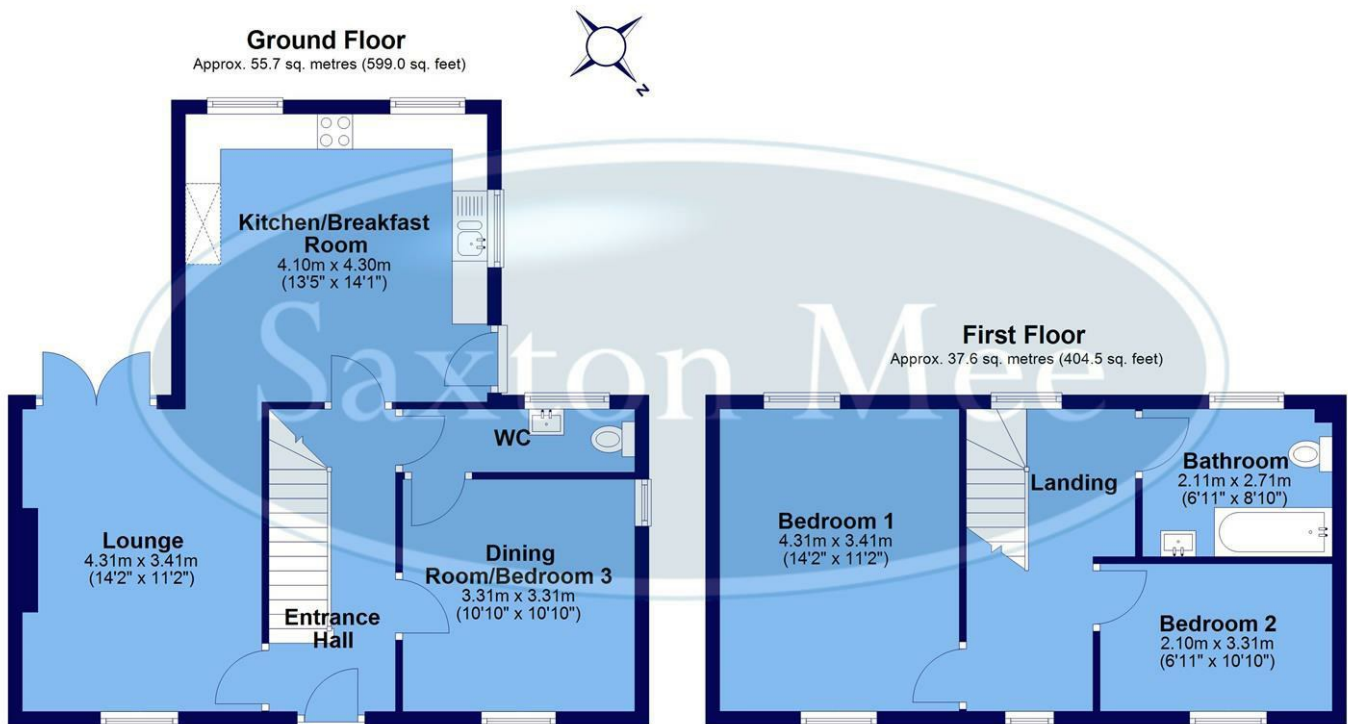 Ground Floor
Approx. 55.7 sq. metres (599.0 sq. feet)
N
Kitchen/Breakfast
Room
4.10m x 4.30m
(13'5" x 14'1")
Saxton Mee
First Floor
Approx. 37.6 sq. metres (404.5 sq. feet)
WC
Lounge
4.31m x 3.41m
(14'2" x 11'2")
Dining
Room/Bedroom 3
3.31m x 3.31m
(10'10" x 10'10")
Entrance
Hall
Bedroom 1
4.31m x 3.41m
(14'2" x 11'2")
Landing
Bathroom
2.11m x 2.71m
(6'11" x 8'10")
Bedroom 2
2.10m x 3.31m
(6'11" x 10'10")